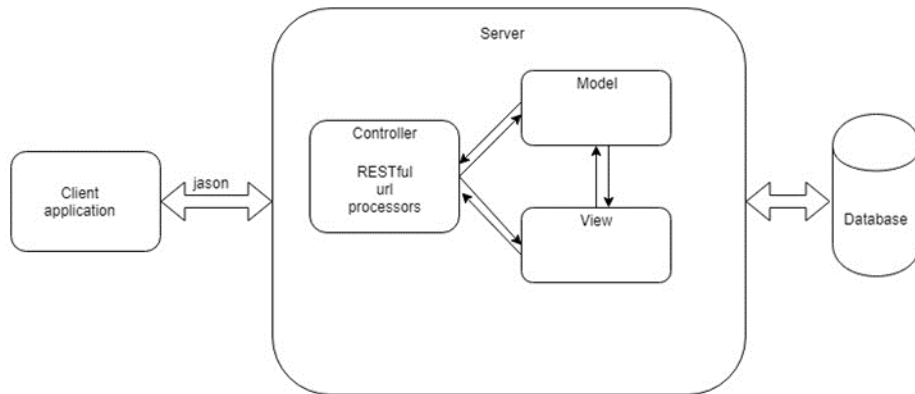 Server
Model
Controller
RESTful
url
processors
jason
Client
application
View
Database